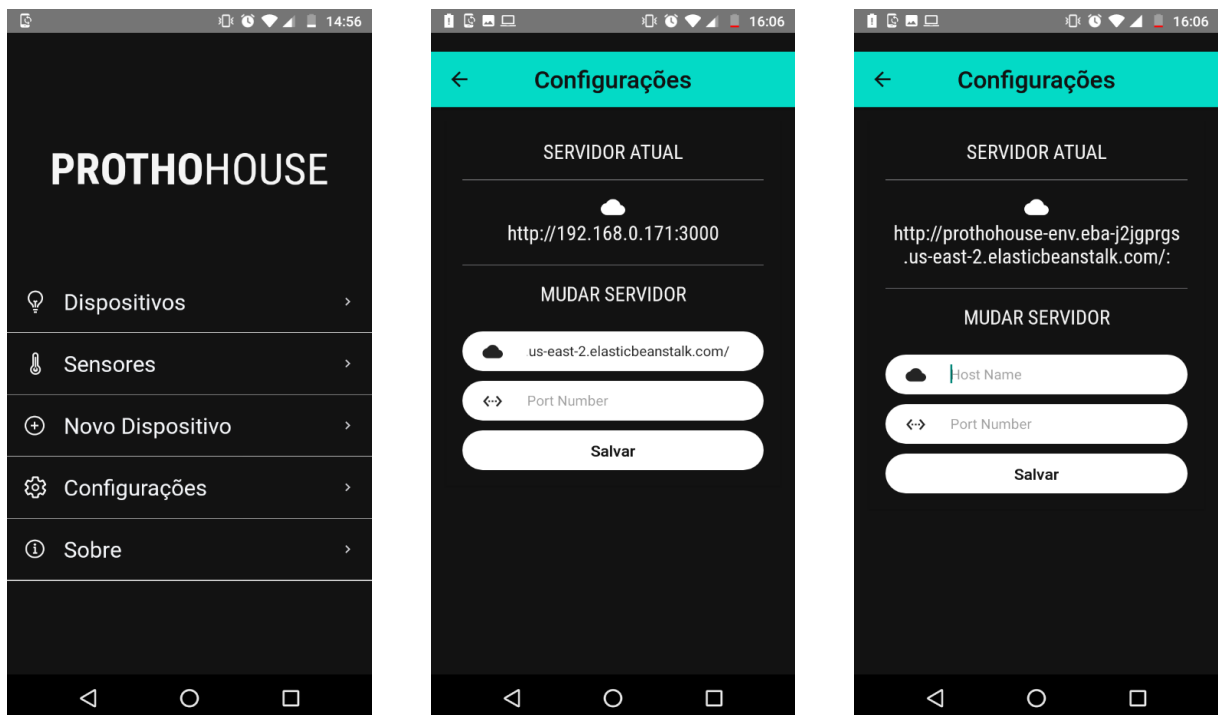 14:56
PROTHOHOUSE
Dispositivos
Sensores
Novo Dispositivo
Configurações
Sobre
16:06
Configurações
SERVIDOR ATUAL
http://192.168.0.171:3000
MUDAR SERVIDOR
.us-east-2.elasticbeanstalk.com/
Port Number
Salvar
16:06
Configurações
SERVIDOR ATUAL
http://prothohouse-env.eba-j2jgprgs
.us-east-2.elasticbeanstalk.com/:
MUDAR SERVIDOR
Host Name
Port Number
Salvar